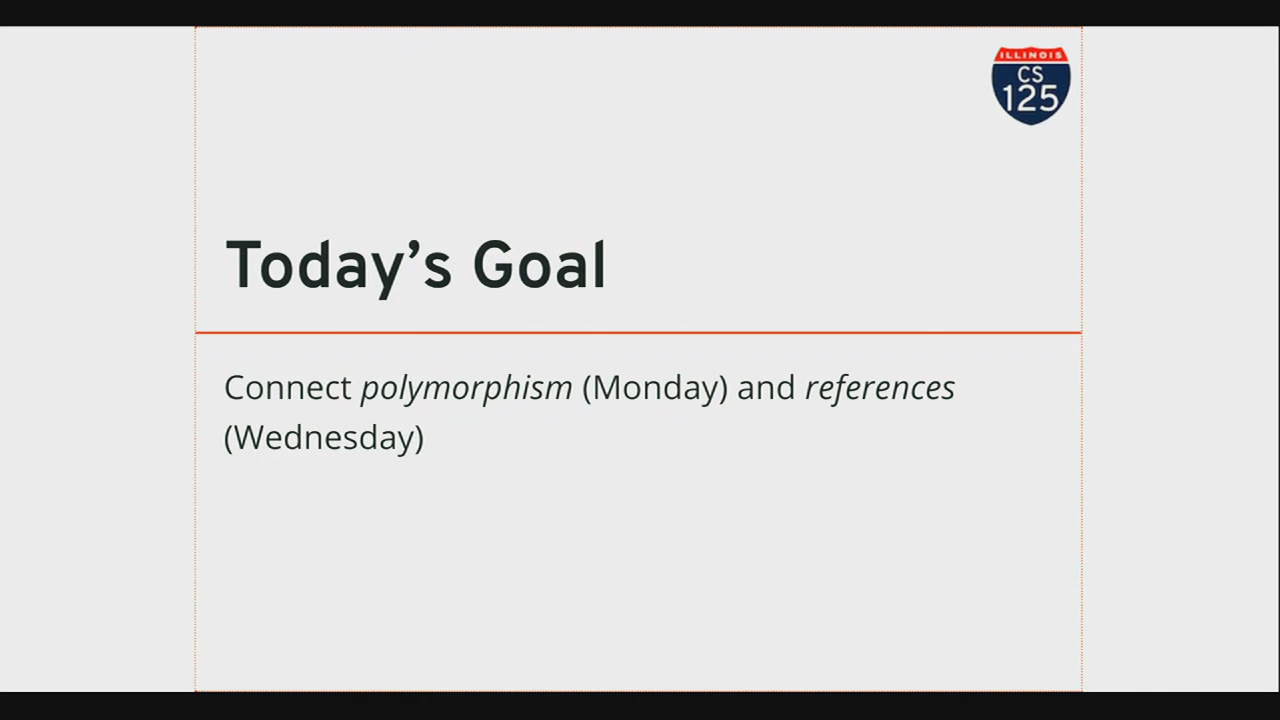 ILLINOIS
CS
125
Today’s Goal
Connect polymorphism (Monday) and references
(Wednesday)